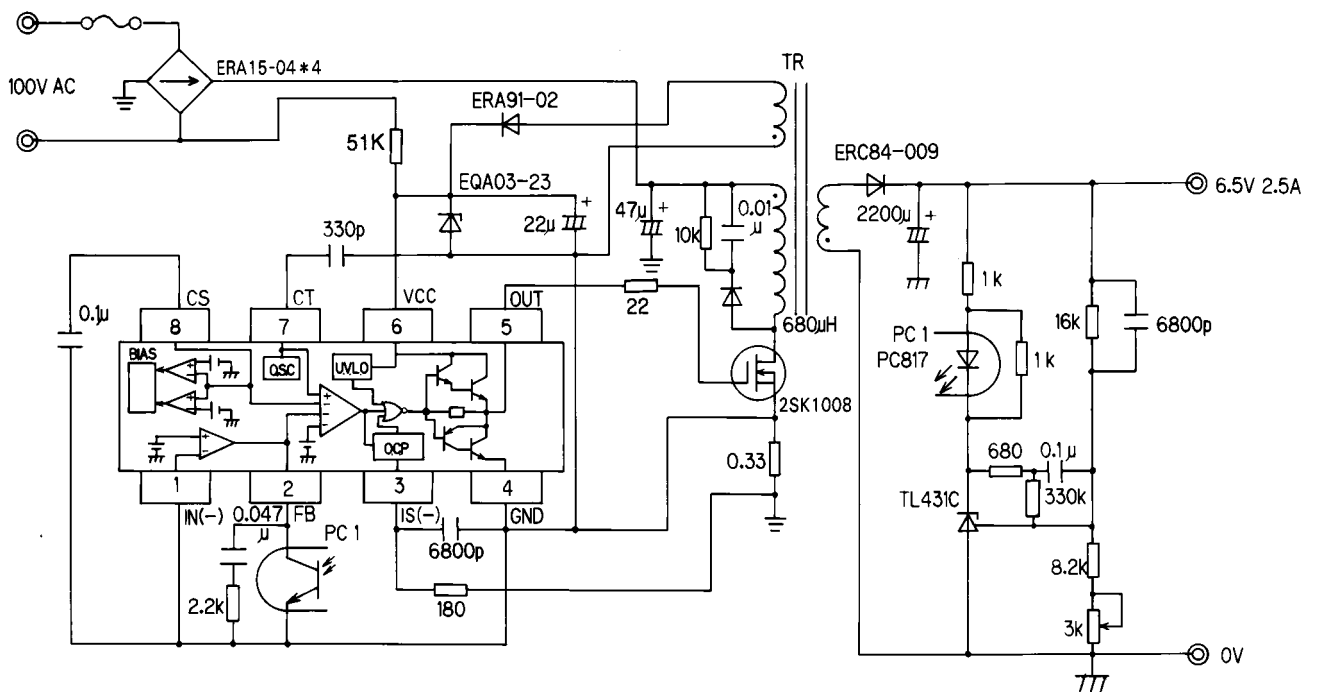 TR
ERA15-04*4
100V AC
ERA91-02
51K
ERC84-009
EQA03-23
6.5V 2.5A
330p
22μ
+
47μ
+
10k
0.01
μ
2200μ
+
1k
22
680μH
16k
6800p
0.1μ
CS
CT
VCC
OUT
8
7
6
5
PC 1
PC817
1k
BIAS
O.S.C
U.V.L.O
2SK1008
O.C.P
0.33
680
0.1μ
330k
TL431C
1
2
3
4
IN(-)
FB
IS(-)
GND
0.047
μ
PC 1
6800p
8.2k
2.2k
180
3k
0V